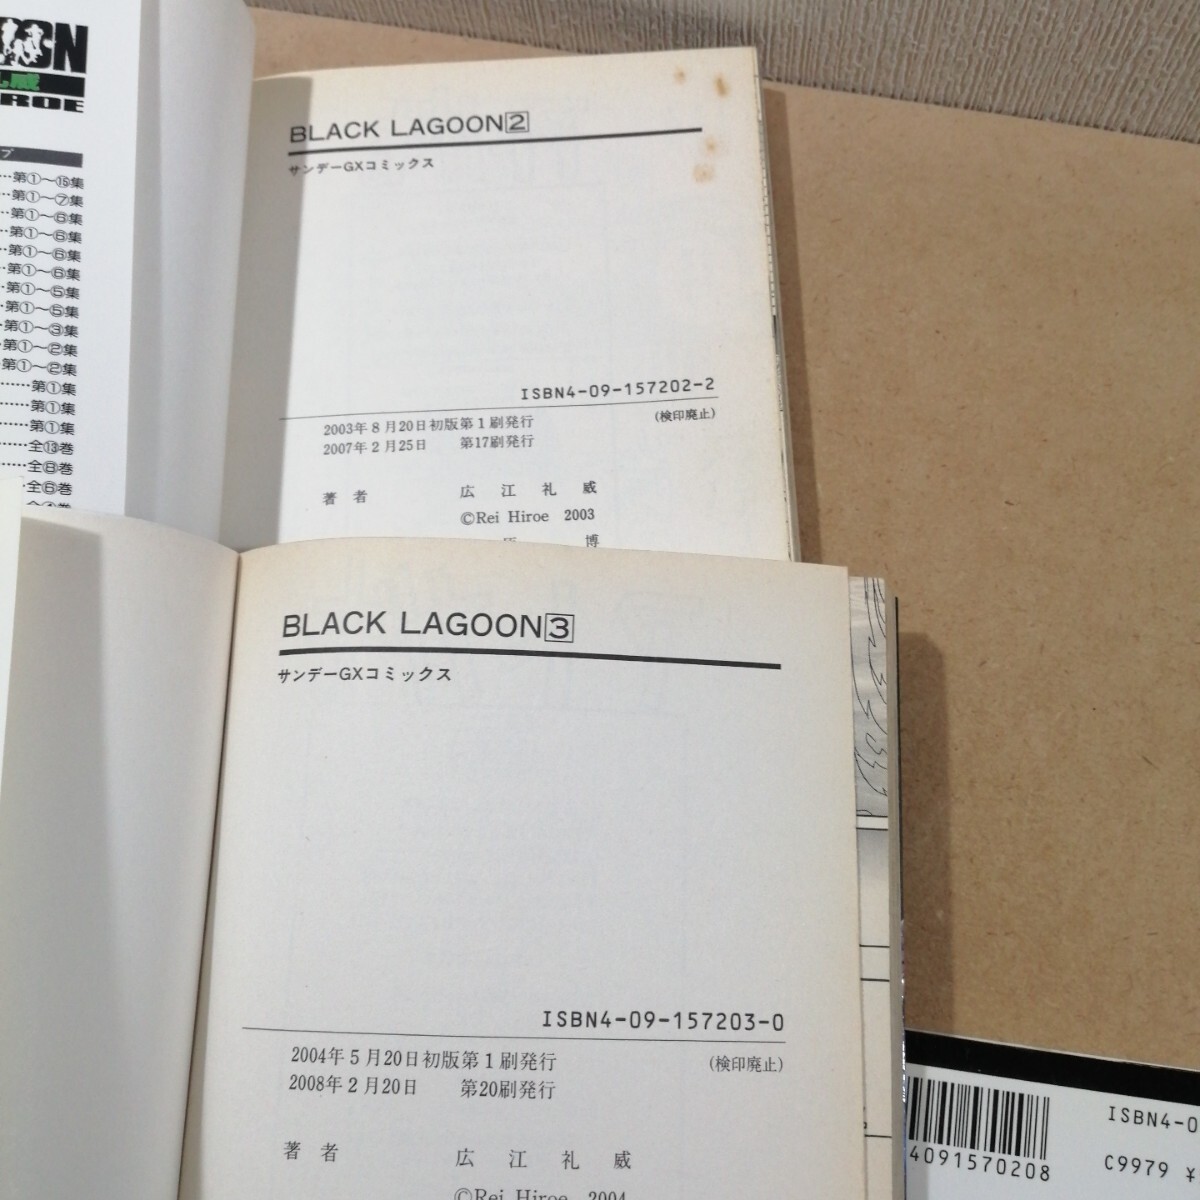 BLACK LAGOON2
サンデーGXコミックス
ISBN4-09-157202-2
2003年8月20日初版第1刷発行
(検印廃止)
2007年2月25日 第17刷発行
著者 広江礼威
©Rei Hiroe 2003
博
ROE
…第①〜⑮集
第①〜⑦集
第①〜⑥集
第①〜⑥集
第①〜⑥集
第①〜⑥集
第①〜⑤集
第①〜⑤集
第①〜③集
第①〜②集
第①〜②集
……第①集
……第①集
……第①集
……全⑬巻
……全⑧巻
全⑥巻
BLACK LAGOON3
サンデーGXコミックス
ISBN4-09-157203-0
2004年5月20日初版第1刷発行
(検印廃止)
2008年2月20日 第20刷発行
著者 広江礼威
©Rei Hiroe 2004
ISBN4-0
4091570208
C9979 ¥